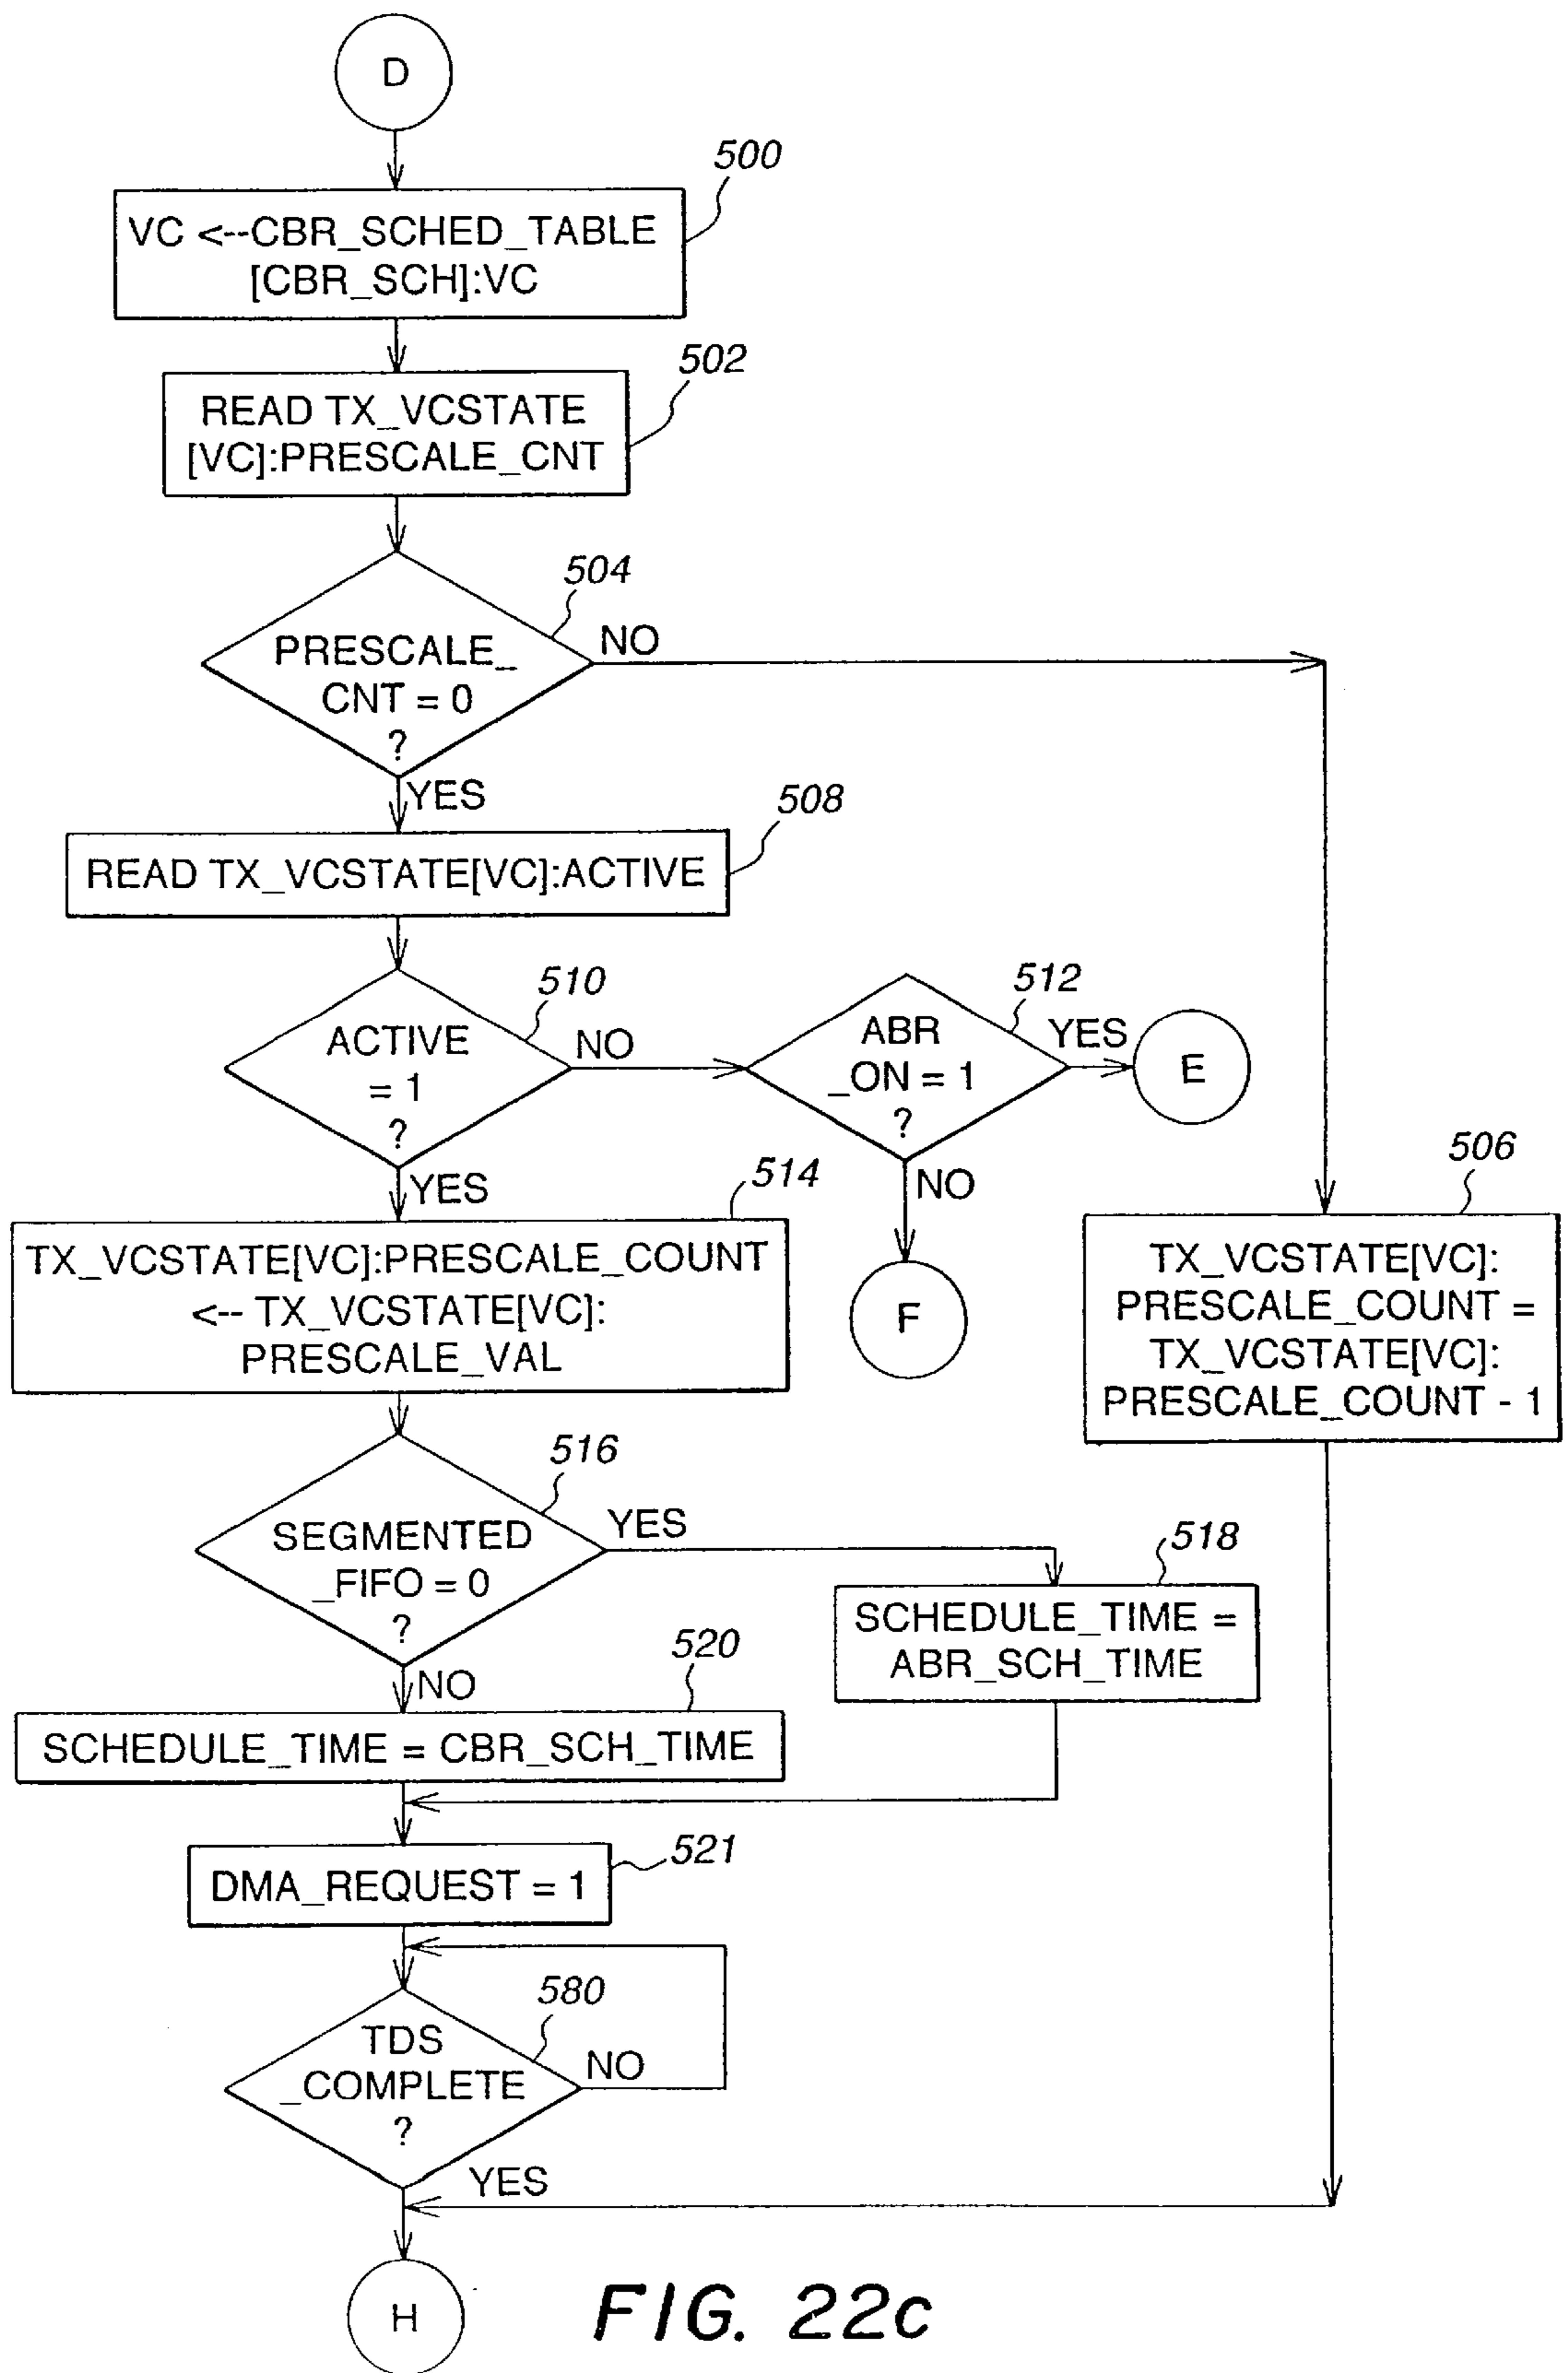 D
500
VC <--CBR_SCHED_TABLE
[CBR_SCH]:VC
502
READ TX_VCSTATE
[VC]:PRESCALE_CNT
504
PRESCALE_
CNT = 0
?
NO
YES
508
READ TX_VCSTATE[VC]:ACTIVE
510
ACTIVE
= 1
?
NO
512
ABR
_ON = 1
?
YES
E
NO
F
YES
506
TX_VCSTATE[VC]:
PRESCALE_COUNT =
TX_VCSTATE[VC]:
PRESCALE_COUNT - 1
514
TX_VCSTATE[VC]:PRESCALE_COUNT
<-- TX_VCSTATE[VC]:
PRESCALE_VAL
516
SEGMENTED
_FIFO = 0
?
YES
518
SCHEDULE_TIME =
ABR_SCH_TIME
NO
520
SCHEDULE_TIME = CBR_SCH_TIME
521
DMA_REQUEST = 1
580
TDS
_COMPLETE
?
NO
YES
H
FIG. 22c